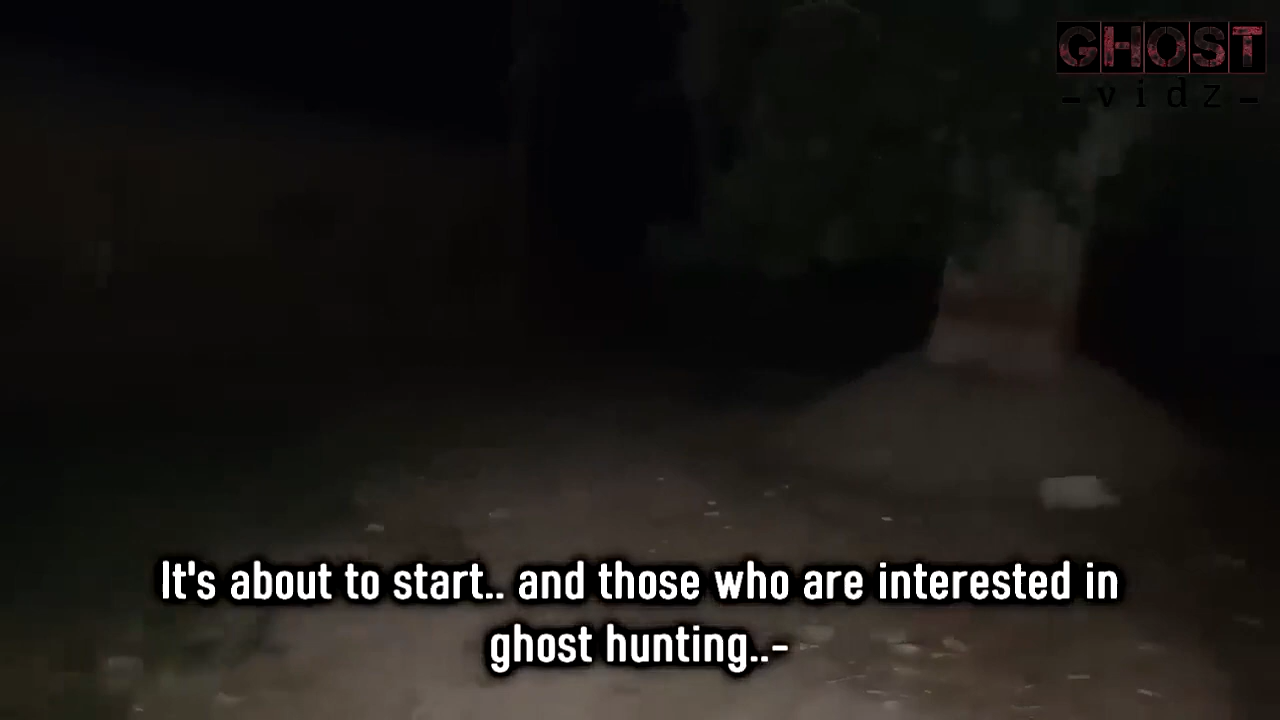 GHOST
-vidz-
It's about to start.. and those who are interested in
ghost hunting..-